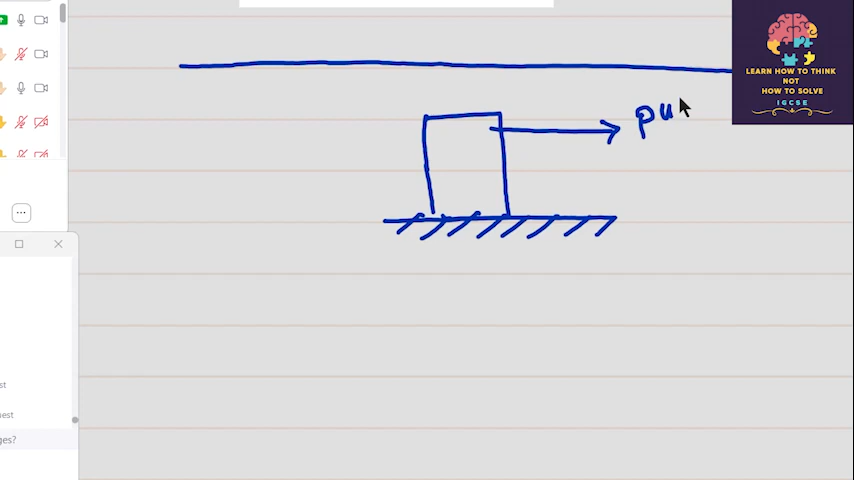 LEARN HOW TO THINK
NOT
HOW TO SOLVE
IGCSE
pu
...